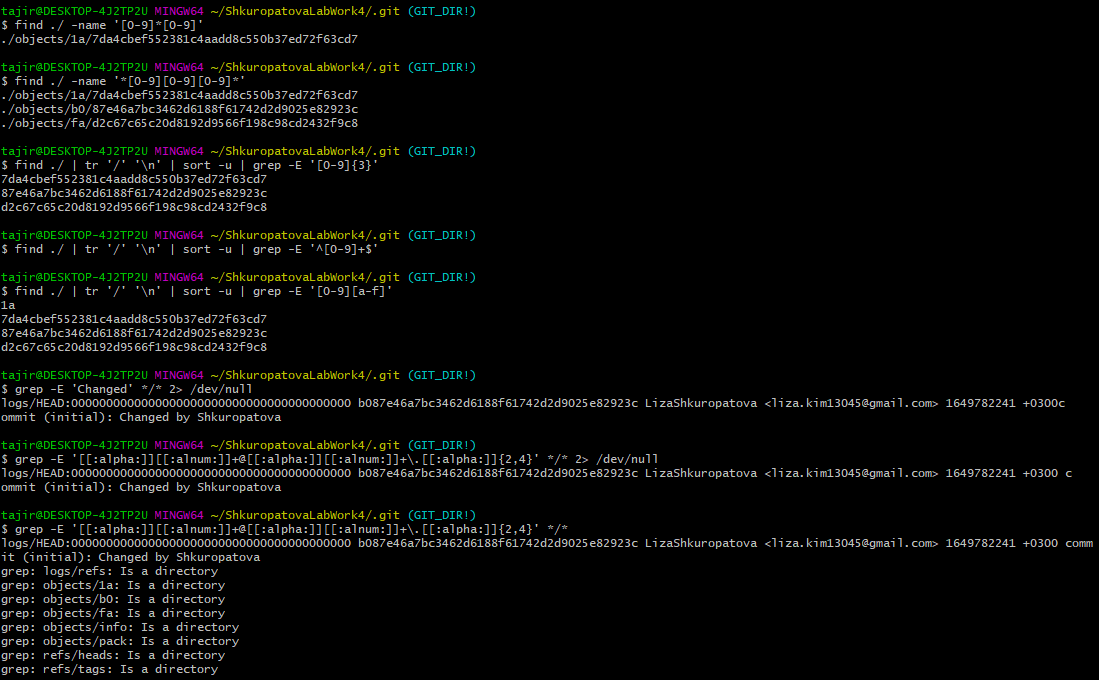 tajir@DESKTOP-4J2TP2U MINGW64 ~/ShkuropatovaLabWork4/.git (GIT_DIR!)
$ find ./ -name '[0-9]*[0-9]'
./objects/1a/7da4cbef552381c4aadd8c550b37ed72f63cd7

tajir@DESKTOP-4J2TP2U MINGW64 ~/ShkuropatovaLabWork4/.git (GIT_DIR!)
$ find ./ -name '*[0-9][0-9][0-9]*'
./objects/1a/7da4cbef552381c4aadd8c550b37ed72f63cd7
./objects/b0/87e46a7bc3462d6188f61742d2d9025e82923c
./objects/fa/d2c67c65c20d8192d9566f198c98cd2432f9c8

tajir@DESKTOP-4J2TP2U MINGW64 ~/ShkuropatovaLabWork4/.git (GIT_DIR!)
$ find ./ | tr '/' '\n' | sort -u | grep -E '[0-9]{3}'
7da4cbef552381c4aadd8c550b37ed72f63cd7
87e46a7bc3462d6188f61742d2d9025e82923c
d2c67c65c20d8192d9566f198c98cd2432f9c8

tajir@DESKTOP-4J2TP2U MINGW64 ~/ShkuropatovaLabWork4/.git (GIT_DIR!)
$ find ./ | tr '/' '\n' | sort -u | grep -E '^[0-9]+$'

tajir@DESKTOP-4J2TP2U MINGW64 ~/ShkuropatovaLabWork4/.git (GIT_DIR!)
$ find ./ | tr '/' '\n' | sort -u | grep -E '[0-9][a-f]'
1a
7da4cbef552381c4aadd8c550b37ed72f63cd7
87e46a7bc3462d6188f61742d2d9025e82923c
d2c67c65c20d8192d9566f198c98cd2432f9c8

tajir@DESKTOP-4J2TP2U MINGW64 ~/ShkuropatovaLabWork4/.git (GIT_DIR!)
$ grep -E 'Changed' */* 2> /dev/null
logs/HEAD:0000000000000000000000000000000000000000 b087e46a7bc3462d6188f61742d2d9025e82923c LizaShkuropatova <liza.kim13045@gmail.com> 1649782241 +0300c
ommit (initial): Changed by Shkuropatova

tajir@DESKTOP-4J2TP2U MINGW64 ~/ShkuropatovaLabWork4/.git (GIT_DIR!)
$ grep -E '[[:alpha:]][[:alnum:]]+@[[:alpha:]][[:alnum:]]+\.[[:alpha:]]{2,4}' */* 2> /dev/null
logs/HEAD:0000000000000000000000000000000000000000 b087e46a7bc3462d6188f61742d2d9025e82923c LizaShkuropatova <liza.kim13045@gmail.com> 1649782241 +0300 c
ommit (initial): Changed by Shkuropatova

tajir@DESKTOP-4J2TP2U MINGW64 ~/ShkuropatovaLabWork4/.git (GIT_DIR!)
$ grep -E '[[:alpha:]][[:alnum:]]+@[[:alpha:]][[:alnum:]]+\.[[:alpha:]]{2,4}' */*
logs/HEAD:0000000000000000000000000000000000000000 b087e46a7bc3462d6188f61742d2d9025e82923c LizaShkuropatova <liza.kim13045@gmail.com> 1649782241 +0300 comm
it (initial): Changed by Shkuropatova
grep: logs/refs: Is a directory
grep: objects/1a: Is a directory
grep: objects/b0: Is a directory
grep: objects/fa: Is a directory
grep: objects/info: Is a directory
grep: objects/pack: Is a directory
grep: refs/heads: Is a directory
grep: refs/tags: Is a directory